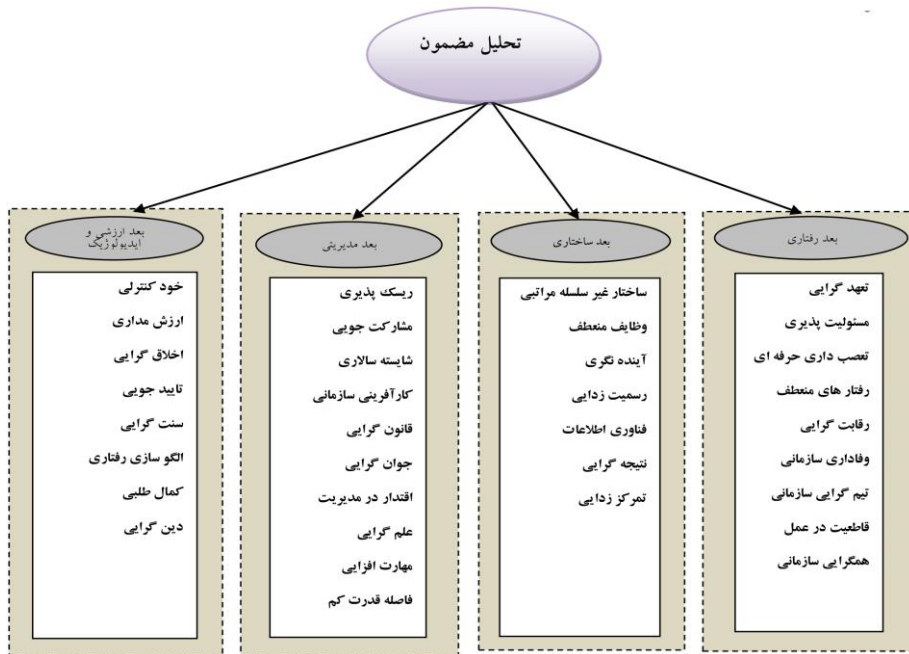 تحلیل مضمون
بعد رفتاری
تعهد گرایی
مسئولیت پذیری
تعصب داری حرفه ای
رفتار های منعطف
رقابت گرایی
وفاداری سازمانی
تیم گرایی سازمانی
قاطعیت در عمل
همگرایی سازمانی
بعد ساختاری
ساختار غیر سلسله مراتبی
وظایف منعطف
آینده نگری
رسمیت زدایی
فناوری اطلاعات
نتیجه گرایی
تمرکز زدایی
بعد مدیریتی
ریسک پذیری
مشارکت جویی
شایسته سالاری
کارآفرینی سازمانی
قانون گرایی
جوان گرایی
اقتدار در مدیریت
علم گرایی
مهارت افزایی
فاصله قدرت کم
بعد ارزشی و
ایدیولوژیک
خود کنترلی
ارزش مداری
اخلاق گرایی
تایید جویی
سنت گرایی
الگو سازی رفتاری
کمال طلبی
دین گرایی